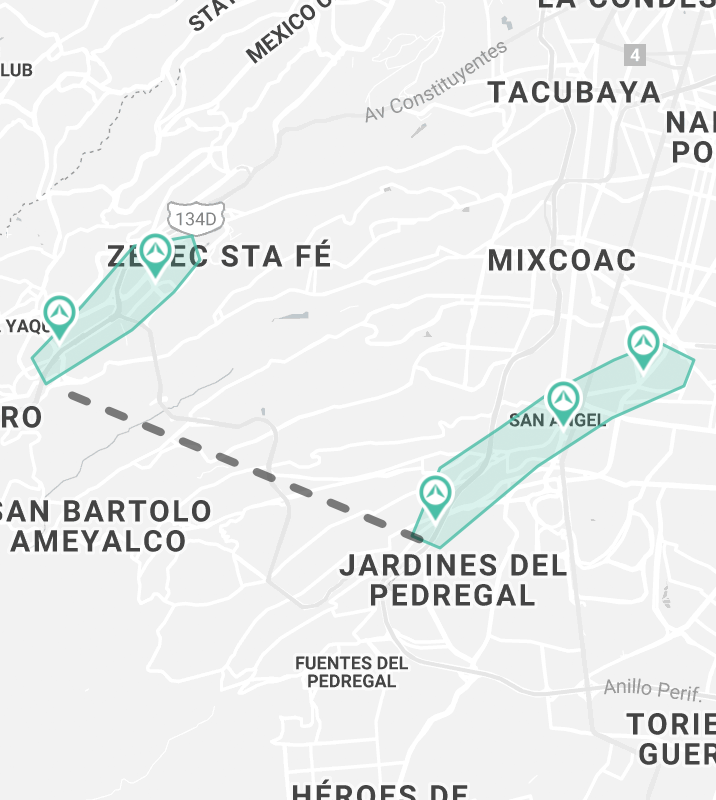 LA CONDES
STA
MEXICO
LUB
4
Av Constituyentes
TACUBAYA
NA
PO
134D
STA FÉ
MIXCOAC
YAQU
SAN ANGEL
RO
SAN BARTOLO
AMEYALCO
JARDINES DEL
PEDREGAL
FUENTES DEL
PEDREGAL
Anillo Perif.
TORIE
GUER
HÉROES DE